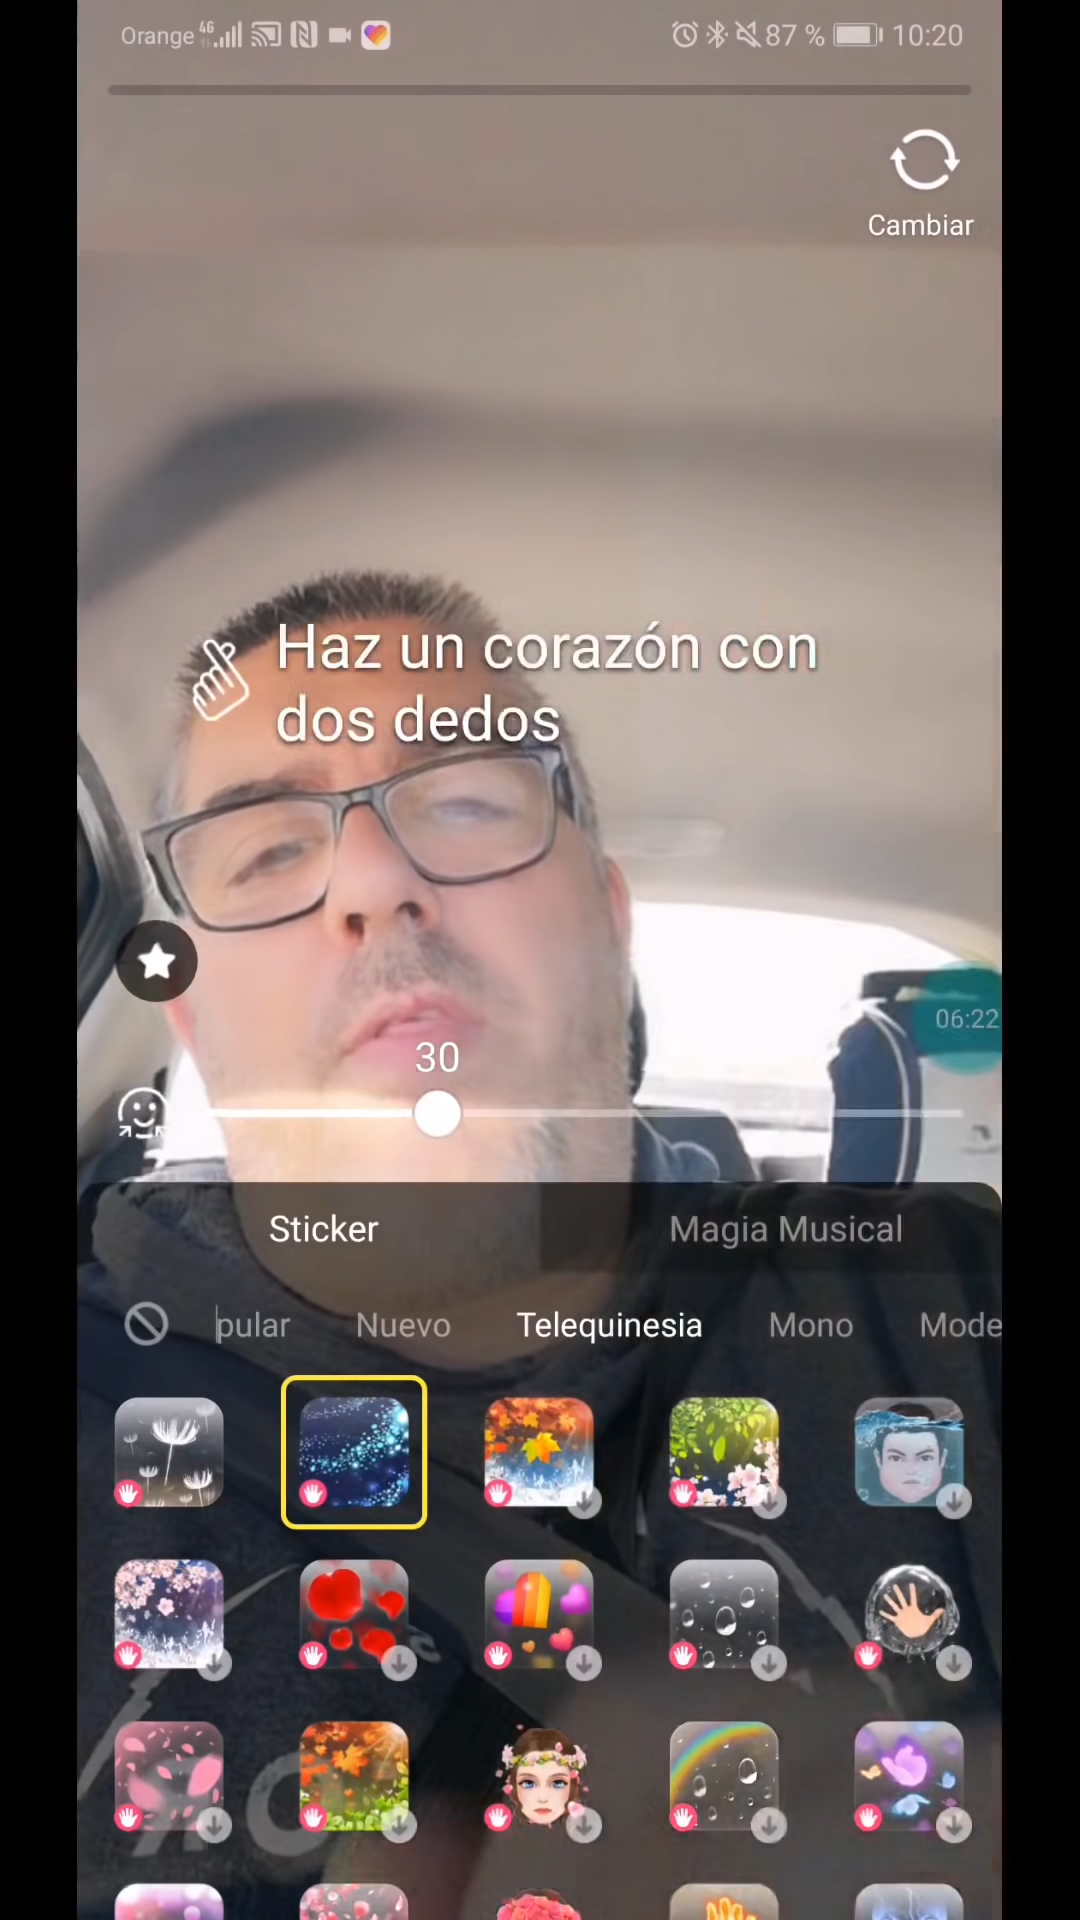 Orange 4G 87 % 10:20
Cambiar
Haz un corazón con
dos dedos
06:22
30
Sticker Magia Musical
pular Nuevo Telequinesia Mono Mode